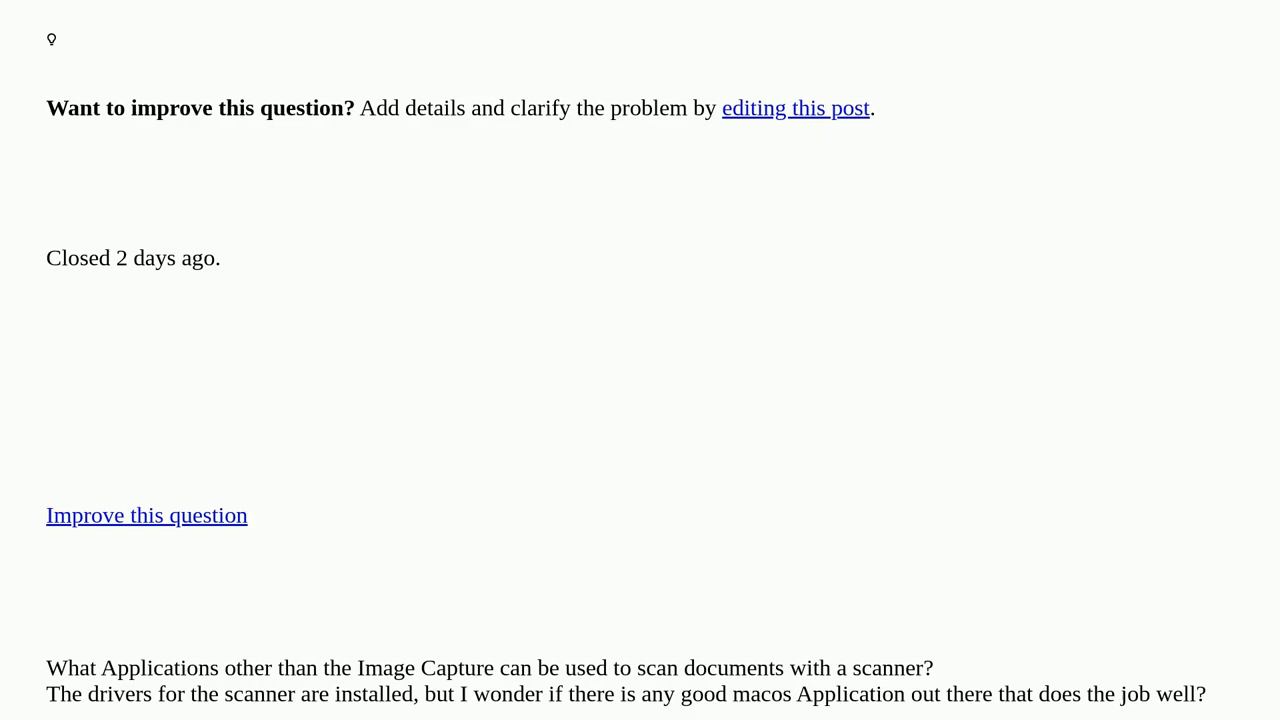 Want to improve this question? Add details and clarify the problem by editing this post.
Closed 2 days ago.
Improve this question
What Applications other than the Image Capture can be used to scan documents with a scanner?
The drivers for the scanner are installed, but I wonder if there is any good macos Application out there that does the job well?